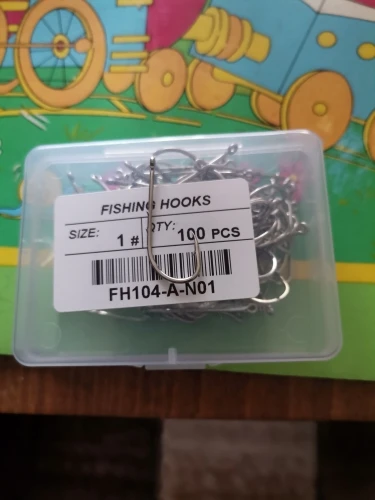 FISHING HOOKS
SIZE: 1 # QTY: 100 PCS
FH104-A-N01